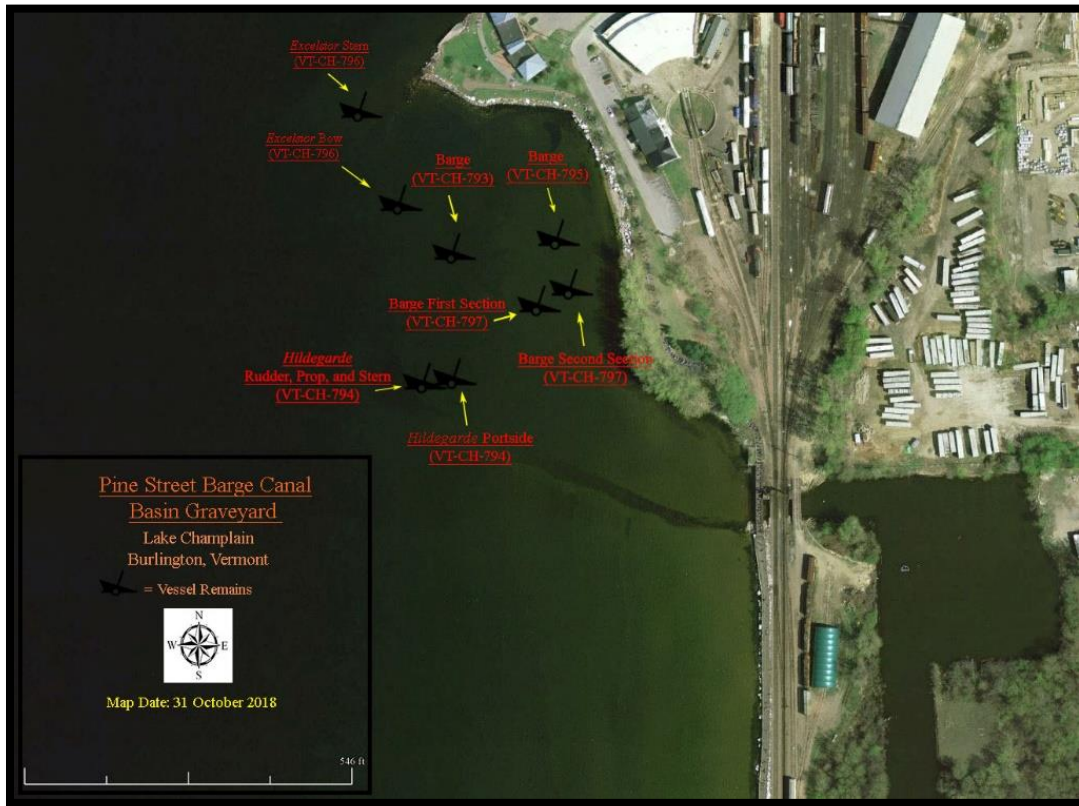 Excelsior Stern
(VT-CH-796)
Excelsior Bow
(VT-CH-796)
Barge
(VT-CH-793)
Barge
(VT-CH-795)
Barge First Section
(VT-CH-797)
Barge Second Section
(VT-CH-797)
Hildegarde
Rudder, Prop, and Stern
(VT-CH-794)
Hildegarde Portside
(VT-CH-794)
Pine Street Barge Canal
Basin Graveyard
Lake Champlain
Burlington, Vermont
= Vessel Remains
N
W E
S
Map Date: 31 October 2018
546 ft